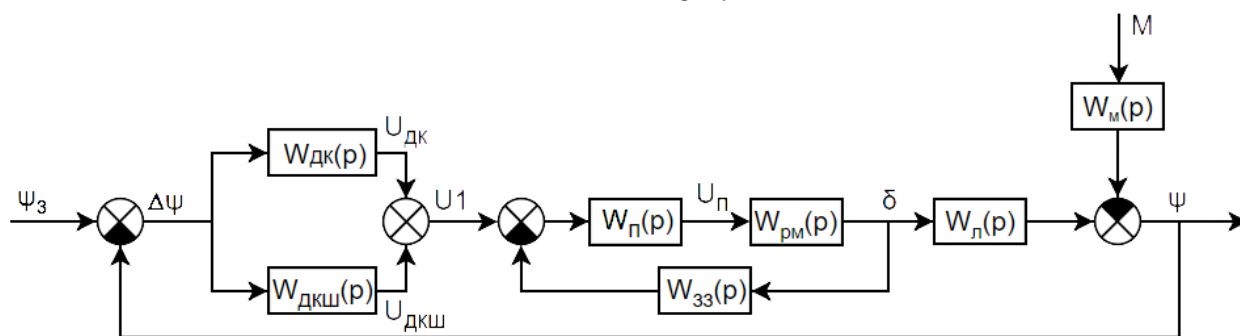 M
Wм(p)
Uдк
Wдк(p)
ψз
Δψ
U1
Wп(p)
Uп
Wрм(p)
δ
Wл(p)
ψ
Wдкш(p)
Uдкш
Wзз(p)